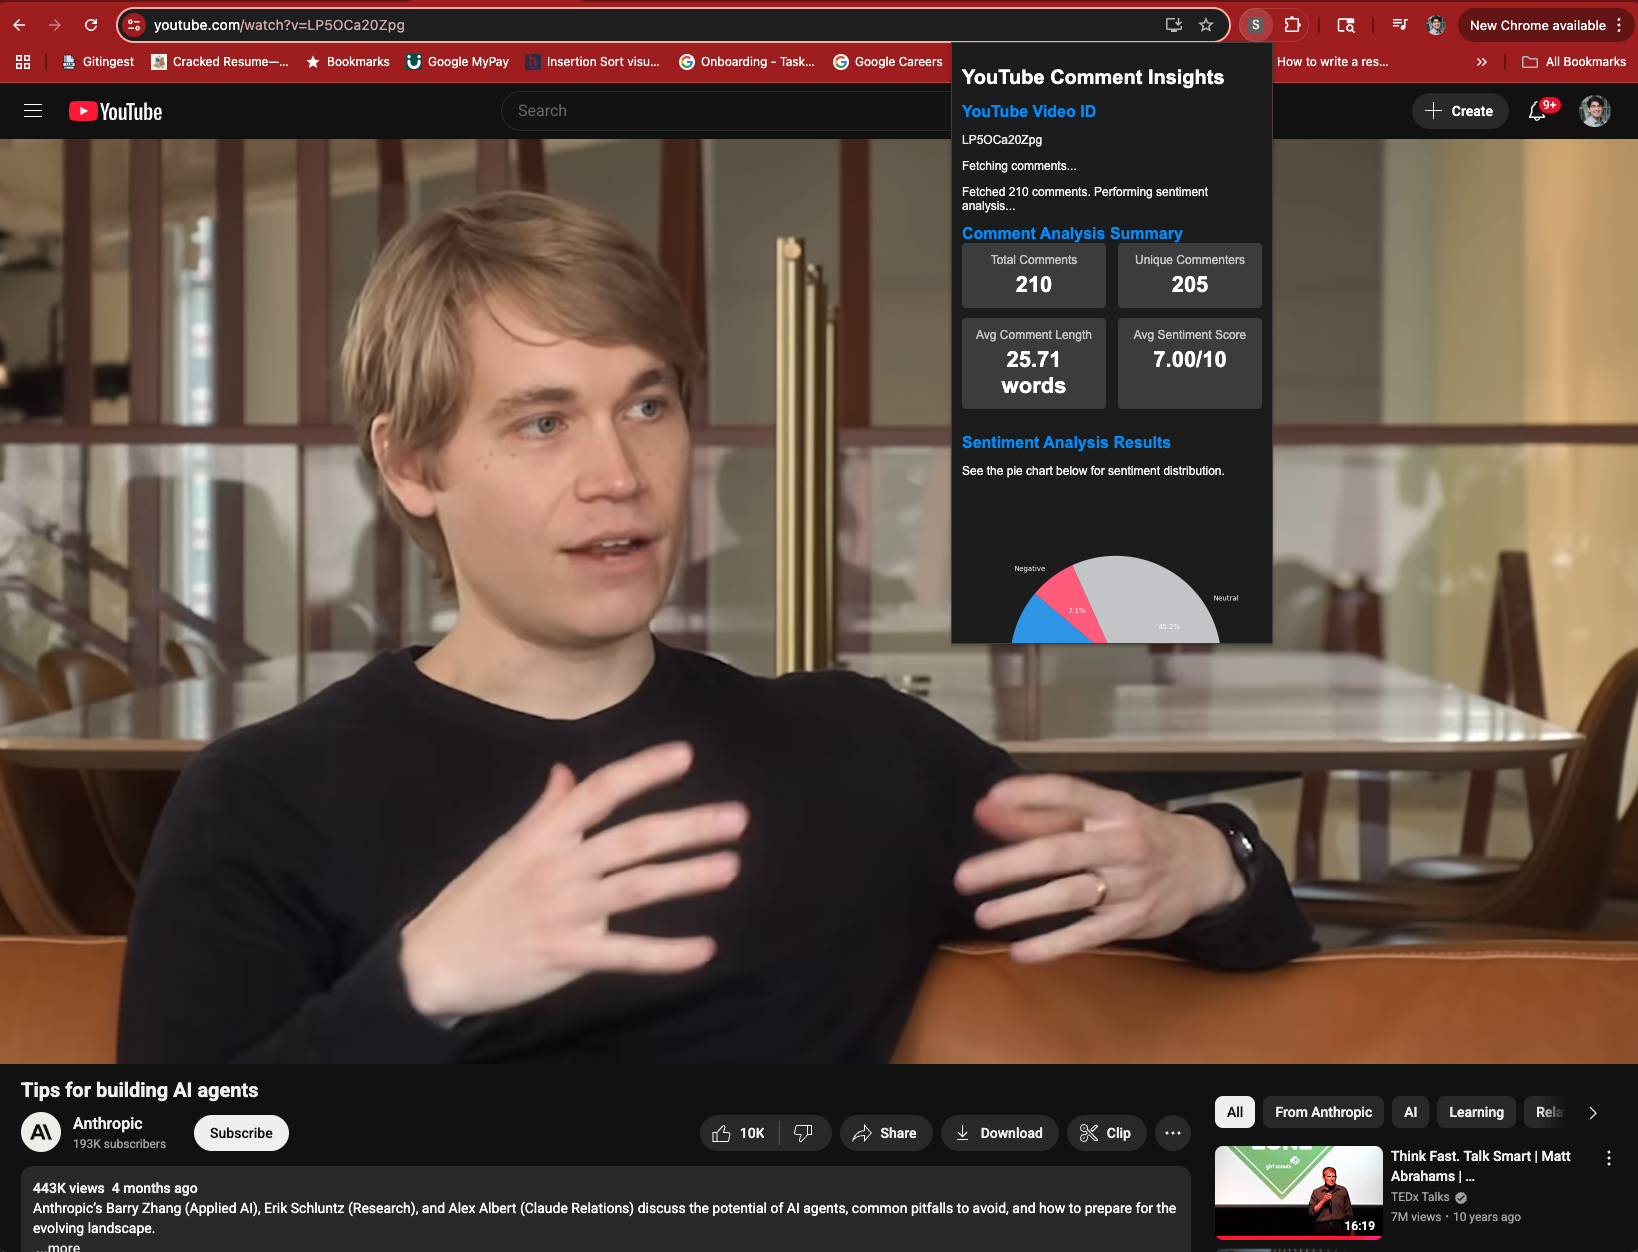 youtube.com/watch?v=LP5OCa20Zpg
S
New Chrome available
Gitingest
Cracked Resume—...
Bookmarks
Google MyPay
h
Insertion Sort visu...
Onboarding - Task...
Google Careers
How to write a res...
All Bookmarks
YouTube
Search
Create
9+
YouTube Comment Insights
YouTube Video ID
LP5OCa20Zpg
Fetching comments...
Fetched 210 comments. Performing sentiment
analysis...
Comment Analysis Summary
Total Comments
210
Unique Commenters
205
Avg Comment Length
25.71
words
Avg Sentiment Score
7.00/10
Sentiment Analysis Results
See the pie chart below for sentiment distribution.
Negative
7.1%
Neutral
45.2%
Tips for building AI agents
Anthropic
193K subscribers
Subscribe
10K
Share
Download
Clip
443K views 4 months ago
Anthropic's Barry Zhang (Applied AI), Erik Schluntz (Research), and Alex Albert (Claude Relations) discuss the potential of AI agents, common pitfalls to avoid, and how to prepare for the
evolving landscape.
...more
All
From Anthropic
AI
Learning
Rela
girl scouts
16:19
Think Fast. Talk Smart | Matt
Abrahams | ...
TEDx Talks
7M views • 10 years ago